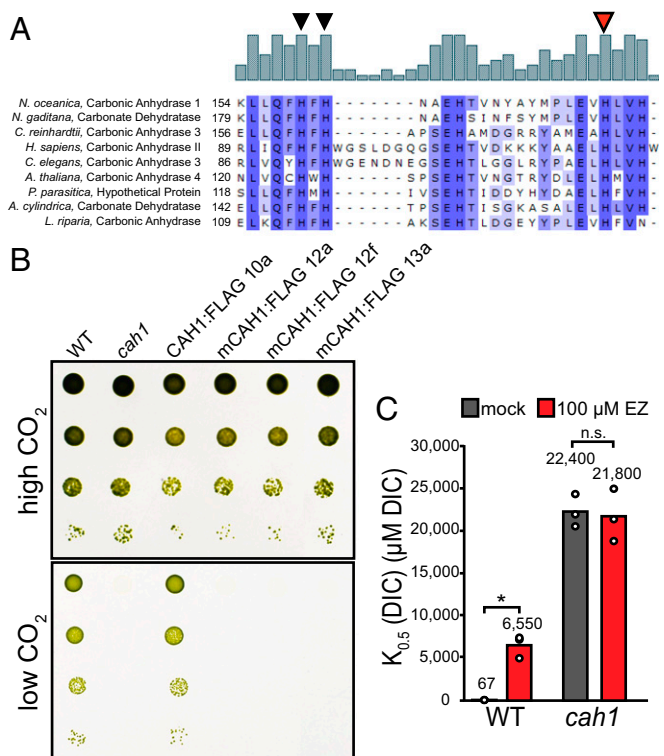 A
N. oceanica, Carbonic Anhydrase 1 154 K L L Q F H F H - - - - - - - N A E H T V N Y A Y M P L E V H L V H -
N. gaditana, Carbonate Dehydratase 179 K L L Q F H F H - - - - - - - N A E H S I N F S Y M P L E V H L V H -
C. reinhardtii, Carbonic Anhydrase 3 156 E L L Q F H F H - - - - - - A P S E H A M D G R R Y A M E A H L V H -
H. sapiens, Carbonic Anhydrase II 89 R L I Q F H F H W G S L D G Q G S E H T V D K K K Y A A E L H L V H W
C. elegans, Carbonic Anhydrase 3 86 R L V Q Y H F H W G E N D N E G S E H T L G G L R Y P A E L H L V H -
A. thaliana, Carbonic Anhydrase 4 120 N L V Q C H W H - - - - - - S P S E H T V N G T R Y D L E L H M V H -
P. parasitica, Hypothetical Protein 118 S L L Q F H M H - - - - - - I V S E H T I D D Y H Y D A E L H L V H -
A. cylindrica, Carbonate Dehydratase 142 E L T Q F H F H - - - - - - T P S E H T I S G K A S A L E L H L V H -
L. riparia, Carbonic Anhydrase 109 E L K Q F H F H - - - - - - A K S E H T L D G E Y Y P L E V H F V N -
B
WT
cah1
CAH1:FLAG 10a
mCAH1:FLAG 12a
mCAH1:FLAG 12f
mCAH1:FLAG 13a
high CO2
low CO2
C
mock
100 µM EZ
K0.5 (DIC) (µM DIC)
30,000
25,000
20,000
15,000
10,000
5,000
0
67
*
6,550
22,400
n.s.
21,800
WT
cah1